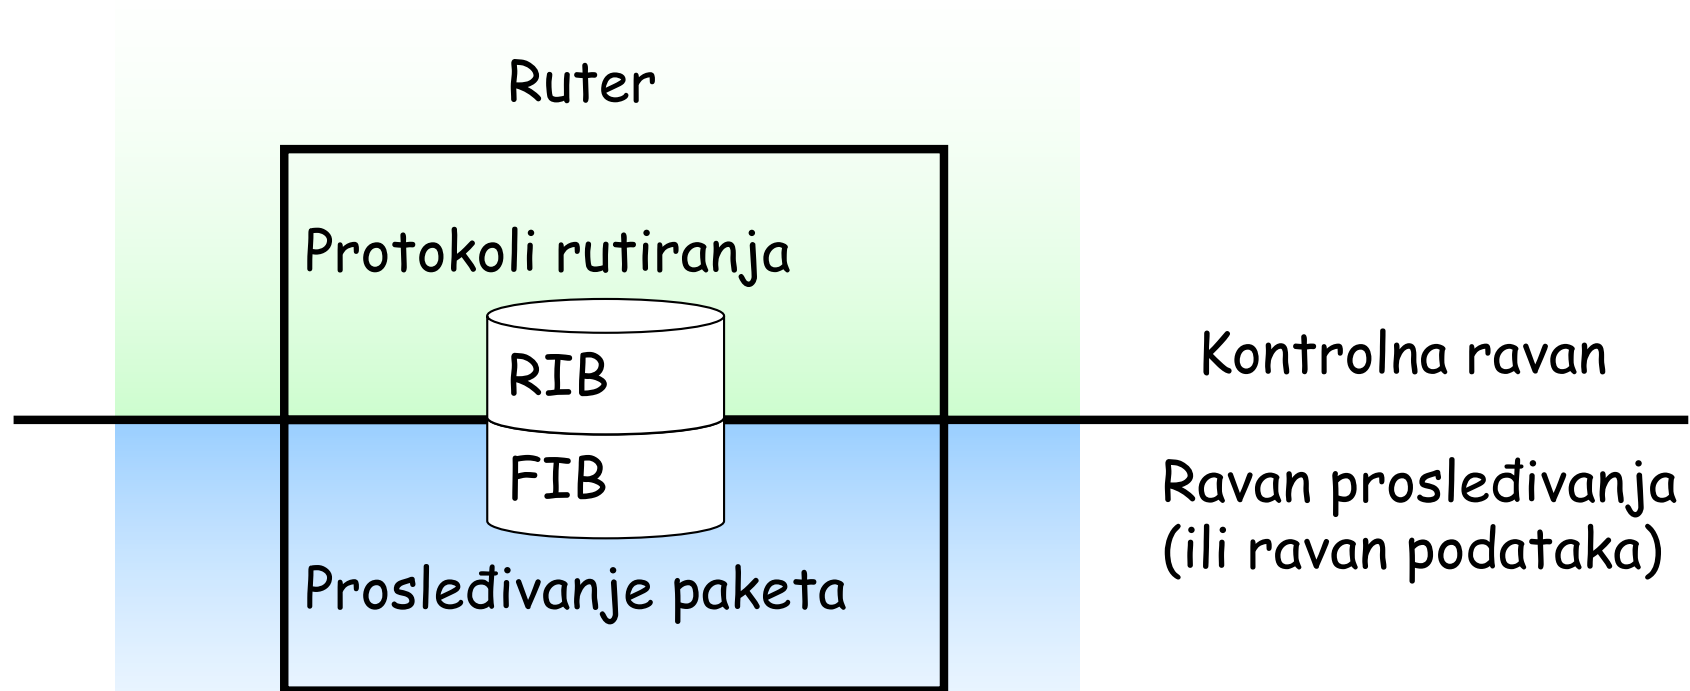 Ruter
Protokoli rutiranja
RIB
Kontrolna ravan
FIB
Ravan prosleđivanja
(ili ravan podataka)
Prosleđivanje paketa